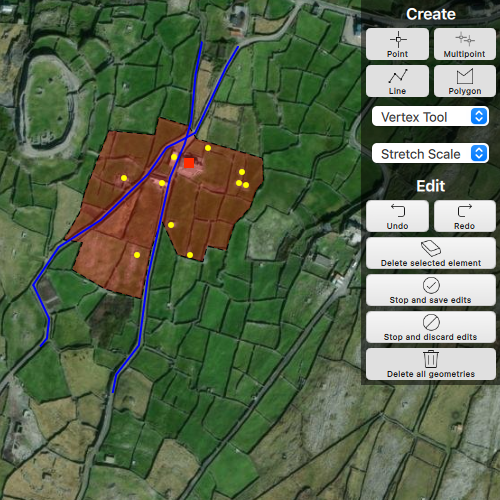 Create
Point
Multipoint
Line
Polygon
Vertex Tool
Stretch Scale
Edit
Undo
Redo
Delete selected element
Stop and save edits
Stop and discard edits
Delete all geometries